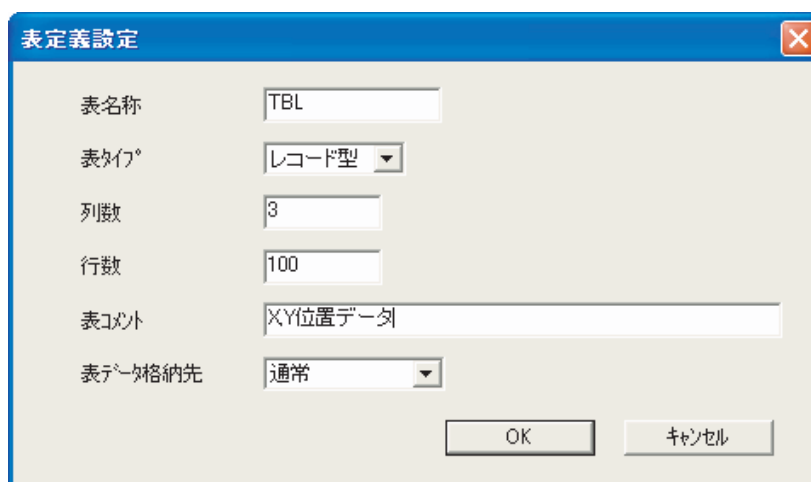 表定義設定
表名称 TBL
表ﾀｲﾌﾟ レコード型
列数 3
行数 100
表ｺﾒﾝﾄ XY位置データ
表ﾃﾞｰﾀ格納先 通常
OK ｷｬﾝｾﾙ